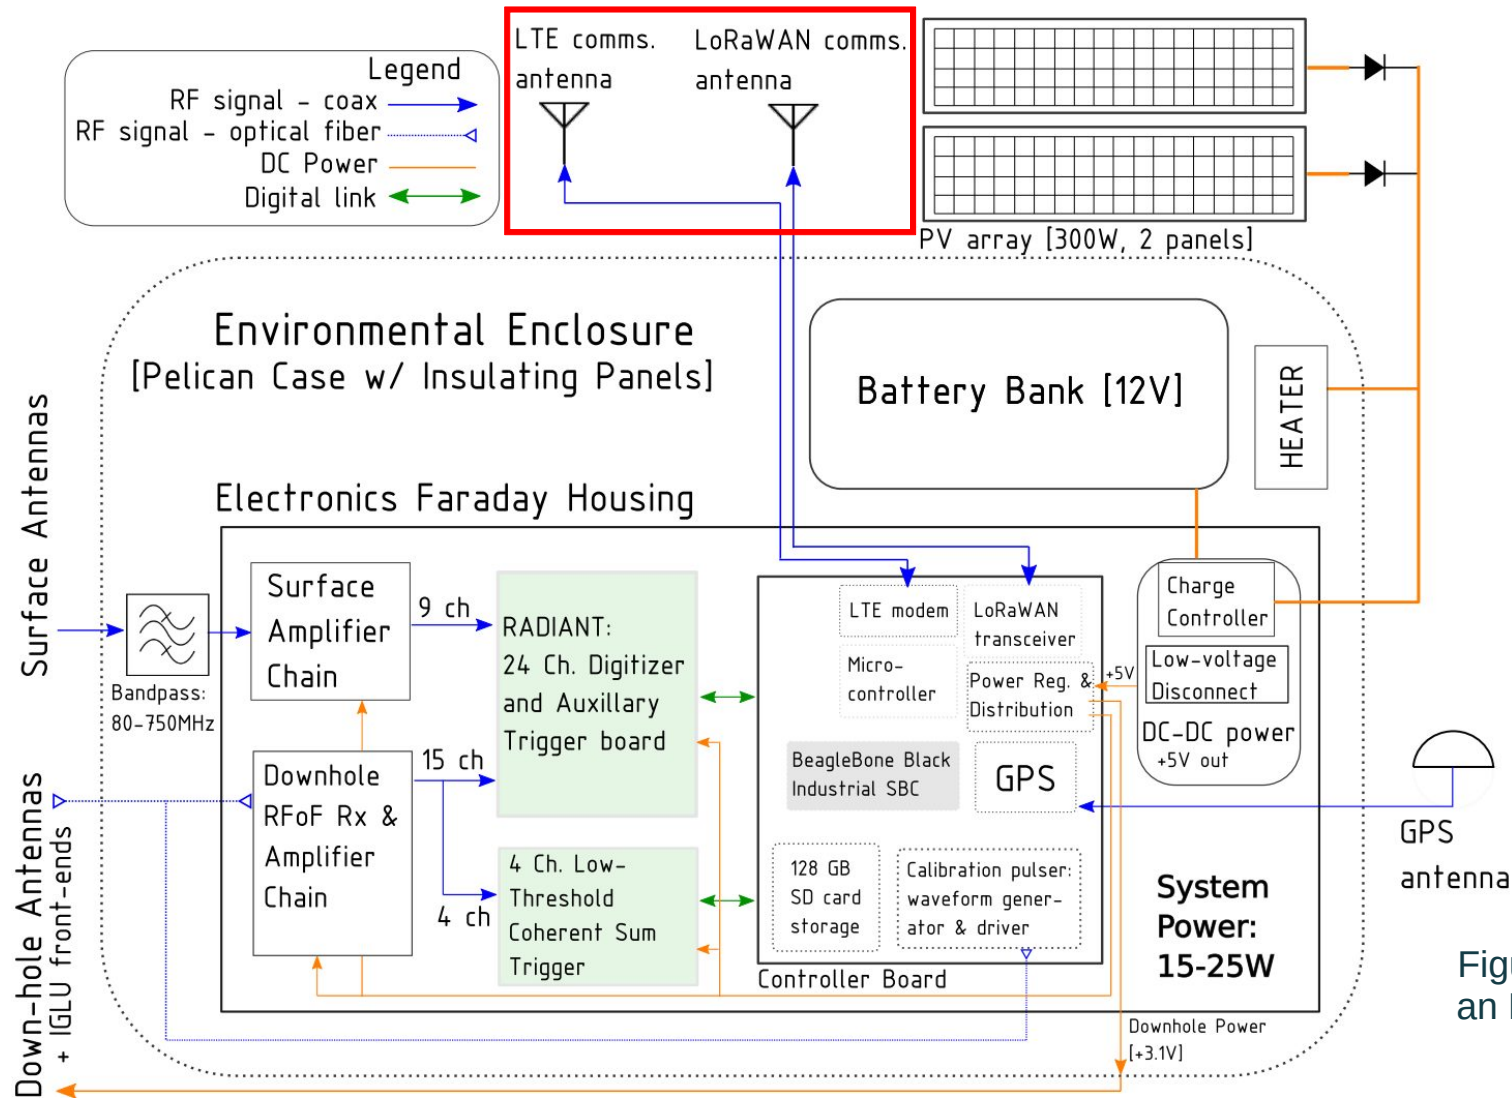 LTE comms.
antenna
LoRaWAN comms.
antenna
Legend
RF signal - coax
RF signal - optical fiber
DC Power
Digital link
PV array [300W, 2 panels]
Environmental Enclosure
[Pelican Case w/ Insulating Panels]
Battery Bank [12V]
HEATER
Surface Antennas
Electronics Faraday Housing
Surface
Amplifier
Chain
9 ch
RADIANT:
24 Ch. Digitizer
and Auxillary
Trigger board
LTE modem
LoRaWAN
transceiver
Micro-
controller
Power Reg. &
Distribution
+5V
Charge
Controller
Low-voltage
Disconnect
DC-DC power
+5V out
Bandpass:
80-750MHz
Down-hole Antennas
+ IGLU front-ends
Downhole
RFoF Rx &
Amplifier
Chain
15 ch
4 ch
4 Ch. Low-
Threshold
Coherent Sum
Trigger
BeagleBone Black
Industrial SBC
GPS
128 GB
SD card
storage
Calibration pulser:
waveform gener-
ator & driver
Controller Board
System
Power:
15-25W
GPS
antenna
Downhole Power
[+3.1V]
Figu
an